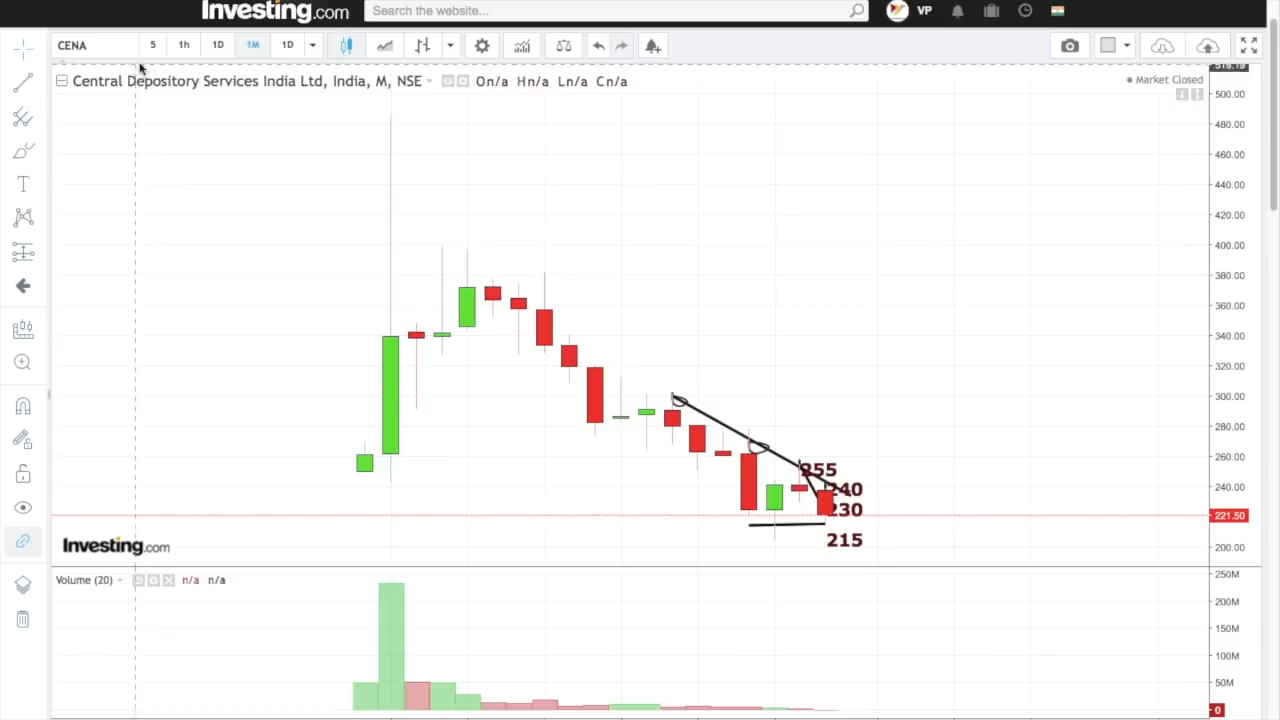 Investing.com Search the website... VP
CENA 5 1h 1D 1M 1D
Central Depository Services India Ltd, India, M, NSE On/a Hn/a Ln/a Cn/a
Market Closed
500.00
480.00
460.00
440.00
420.00
400.00
380.00
360.00
340.00
320.00
300.00
280.00
260.00
240.00
221.50
200.00
255
240
230
215
Investing.com
Volume (20) n/a n/a
250M
200M
150M
100M
50M
0